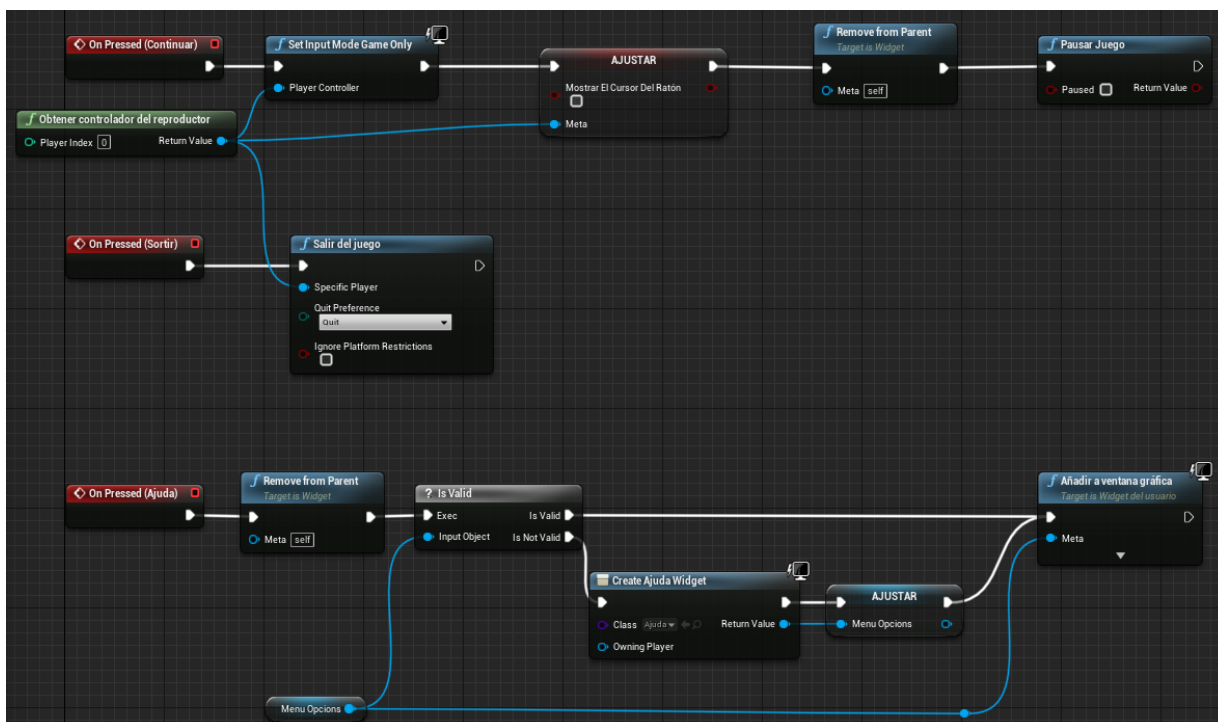 On Pressed (Continuar)
f Set Input Mode Game Only
Player Controller
AJUSTAR
Mostrar El Cursor Del Ratón
Meta
f Remove from Parent
Target is Widget
Meta self
f Pausar Juego
Paused
Return Value
f Obtener controlador del reproductor
Player Index 0
Return Value
On Pressed (Sortir)
f Salir del juego
Specific Player
Quit Preference
Quit
Ignore Platform Restrictions
On Pressed (Ajuda)
f Remove from Parent
Target is Widget
Meta self
? Is Valid
Exec
Is Valid
Input Object
Is Not Valid
Create Ajuda Widget
Class Ajuda
Return Value
Owning Player
AJUSTAR
Menu Opcions
f Añadir a ventana gráfica
Target is Widget del usuario
Meta
Menu Opcions